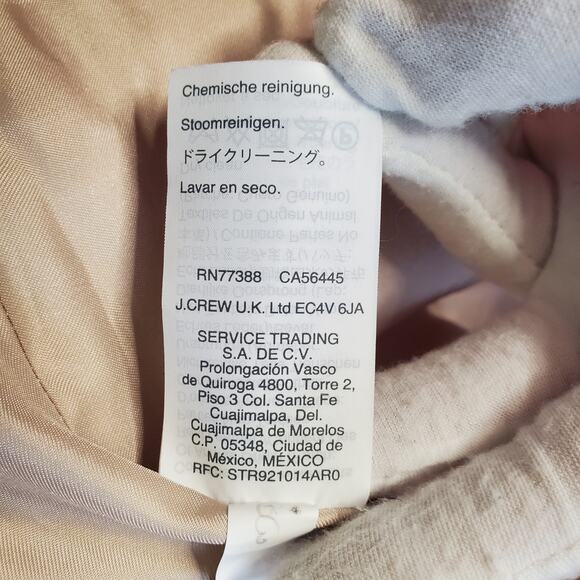 Chemische reinigung.
Stoomreinigen.
ドライクリーニング。
Lavar en seco.
RN77388 CA56445
J.CREW U.K. Ltd EC4V 6JA
SERVICE TRADING
S.A. DE C.V.
Prolongación Vasco
de Quiroga 4800, Torre 2,
Piso 3 Col. Santa Fe
Cuajimalpa, Del.
Cuajimalpa de Morelos
C.P. 05348, Ciudad de
México, MÉXICO
RFC: STR921014AR0